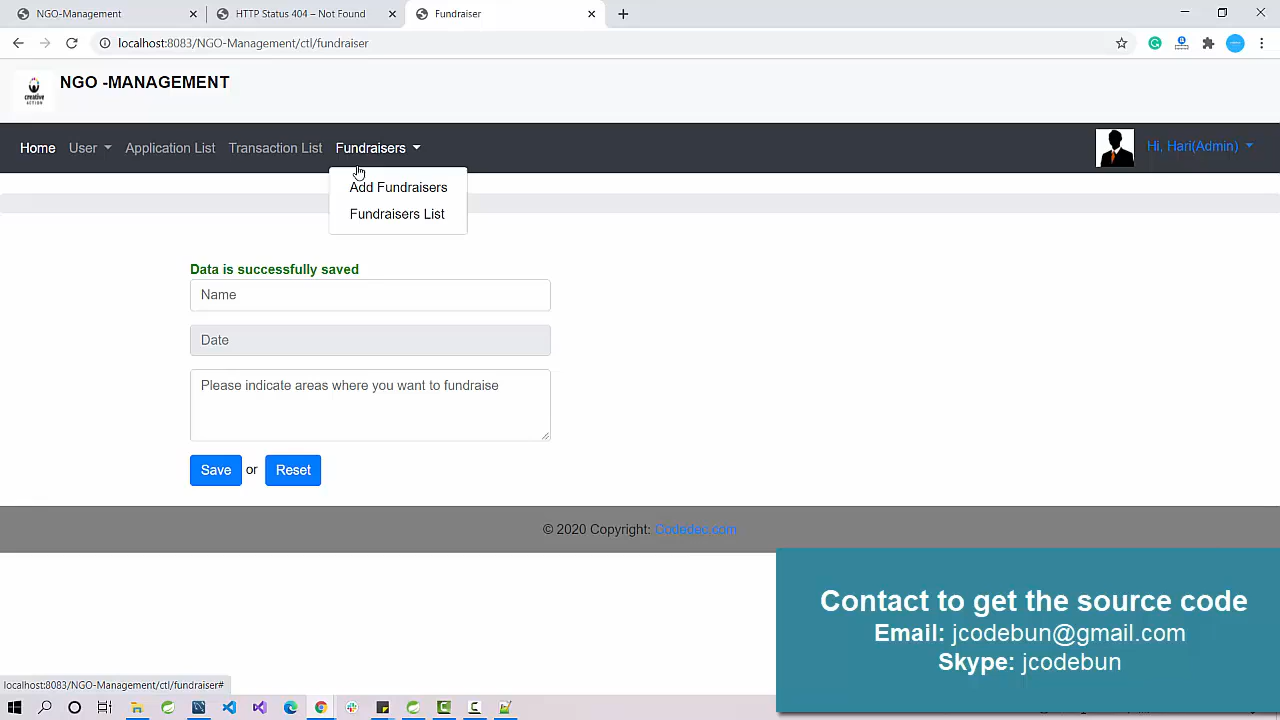 NGO-Management
HTTP Status 404 – Not Found
Fundraiser
localhost:8083/NGO-Management/ctl/fundraiser
creative
ACTION
NGO -MANAGEMENT
Home User Application List Transaction List Fundraisers
Hi, Hari(Admin)
Add Fundraisers
Fundraisers List
Data is successfully saved
Name
Date
Please indicate areas where you want to fundraise
Save or Reset
© 2020 Copyright: Codedec.com
Contact to get the source code
Email: jcodebun@gmail.com
Skype: jcodebun
localhost:8083/NGO-Management/ctl/fundraiser#